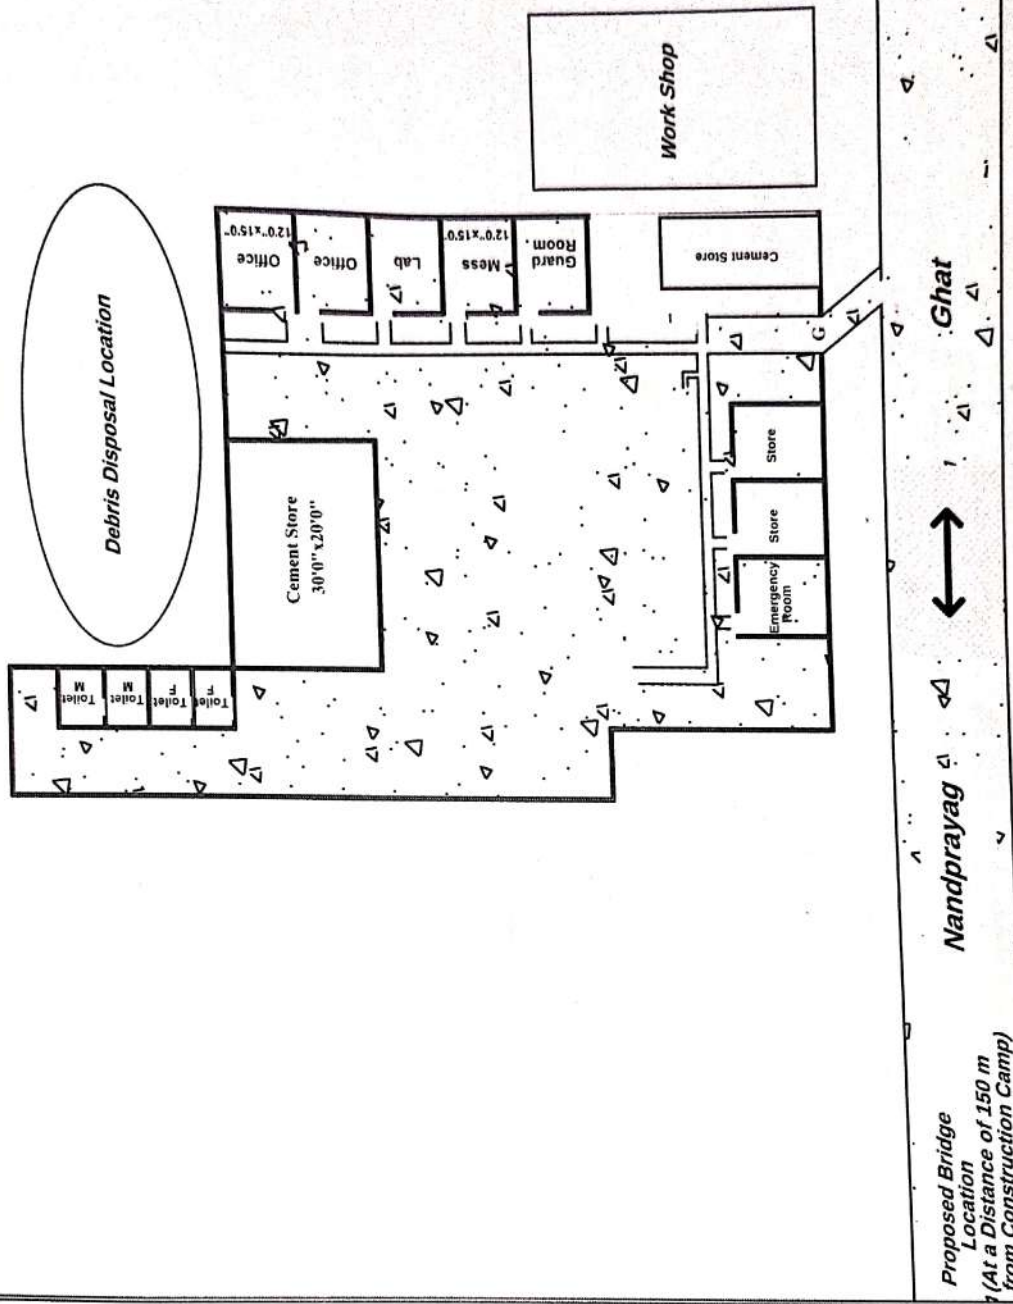 Debris Disposal Location
Work Shop
Office
12'0"x15'0"
Office
Lab
Mess
12'0"x15'0"
Guard
Room
Cement Store
Cement Store
30'0"x20'0"
Toilet
M
Toilet
M
Toilet
F
Toilet
F
G
Store
Store
Emergency
Room
Nandprayag
Ghat
Proposed Bridge
Location
(At a Distance of 150 m
from Construction Camp)